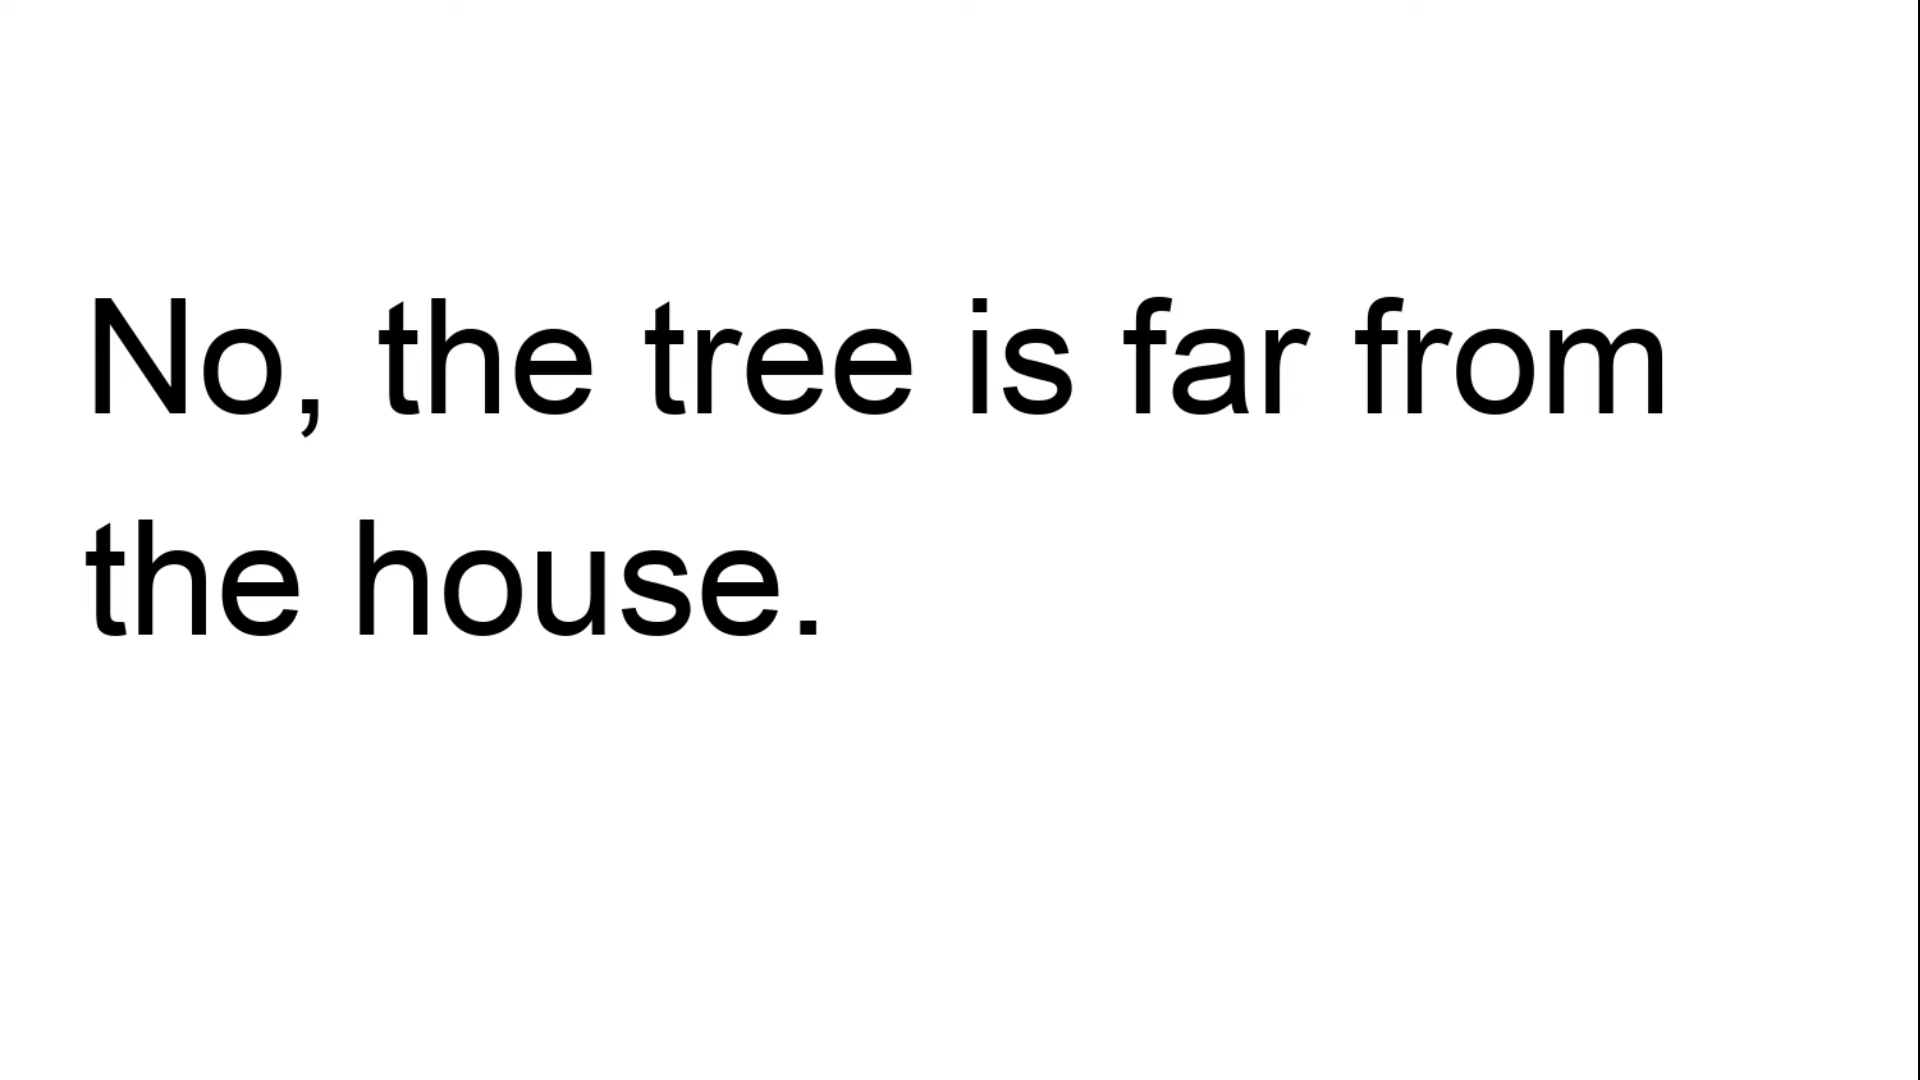 No, the tree is far from
the house.